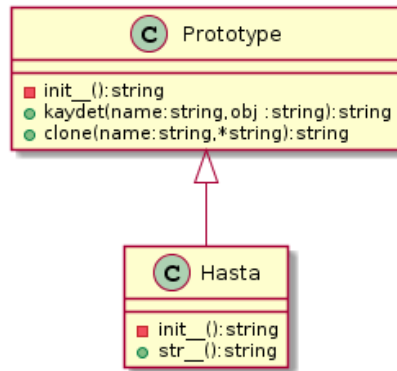 C Prototype
init__():string
kaydet(name:string,obj :string):string
clone(name:string,*string):string
C Hasta
init__():string
str__():string